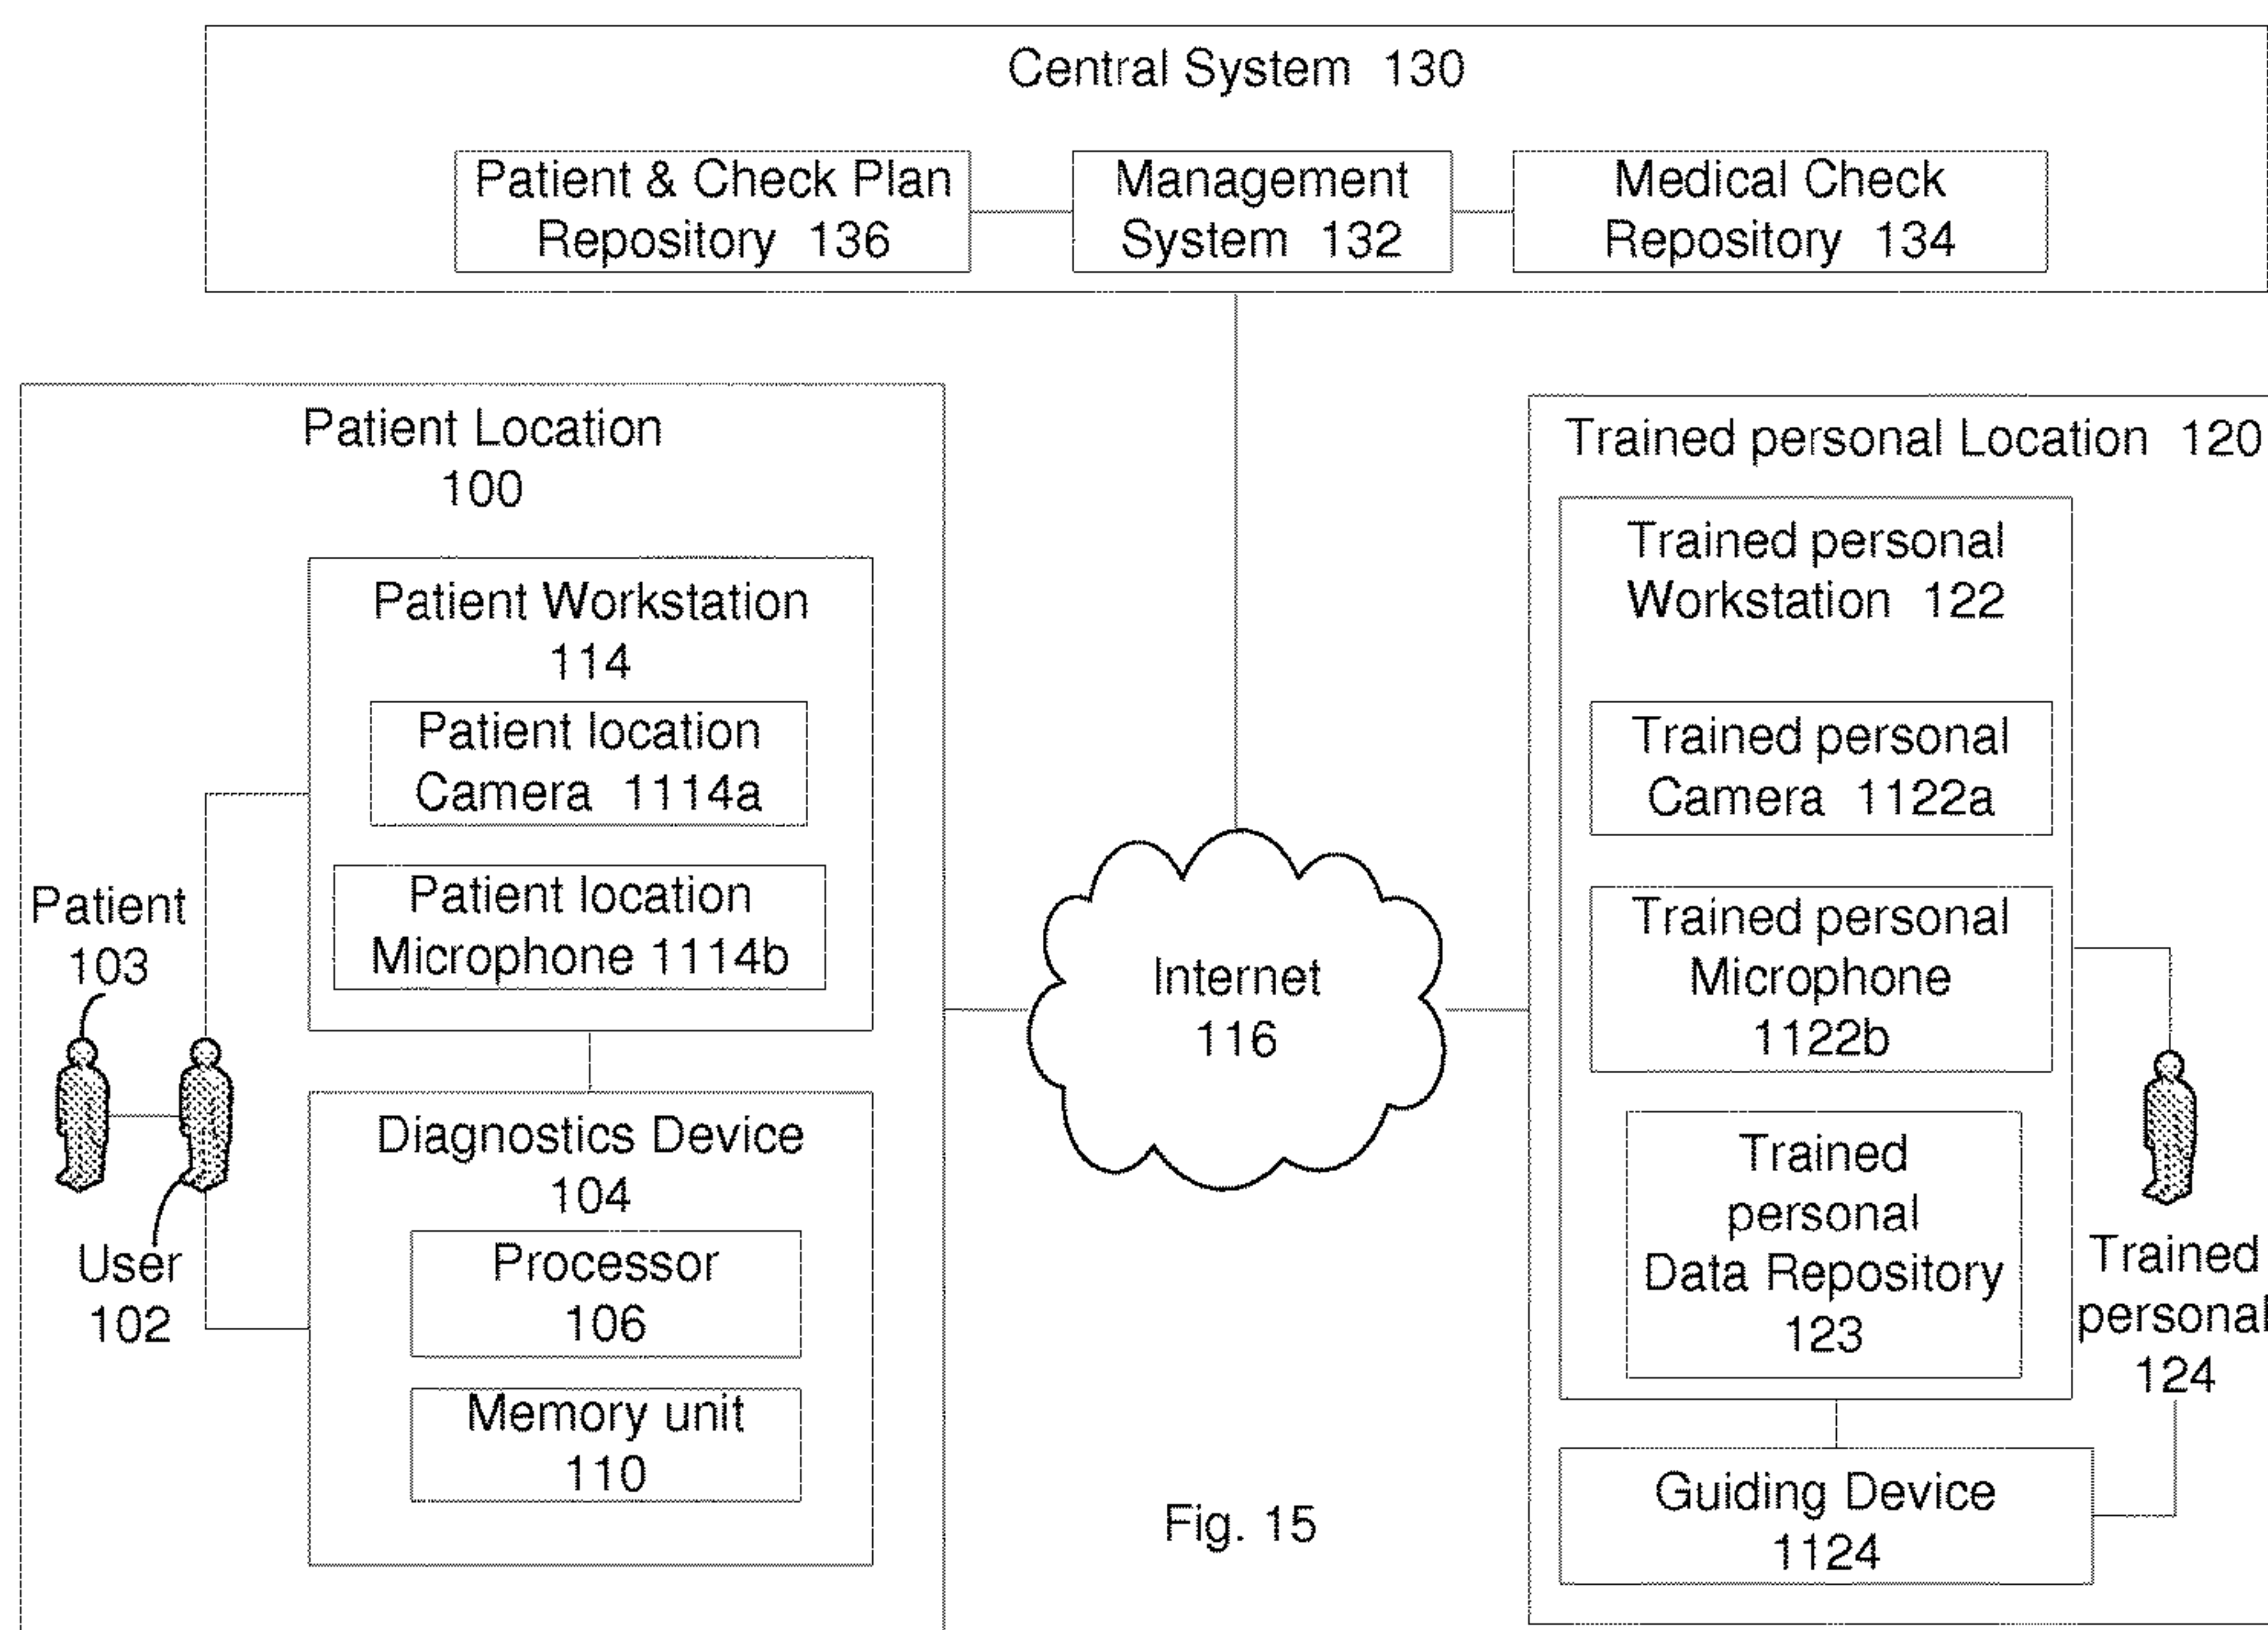 Central System 130
Patient & Check Plan
Repository 136
Management
System 132
Medical Check
Repository 134
Patient Location
100
Patient Workstation
114
Patient location
Camera 1114a
Patient location
Microphone 1114b
Patient
103
User
102
Diagnostics Device
104
Processor
106
Memory unit
110
Internet
116
Trained personal Location 120
Trained personal
Workstation 122
Trained personal
Camera 1122a
Trained personal
Microphone
1122b
Trained
personal
Data Repository
123
Trained
personal
124
Guiding Device
1124
Fig. 15